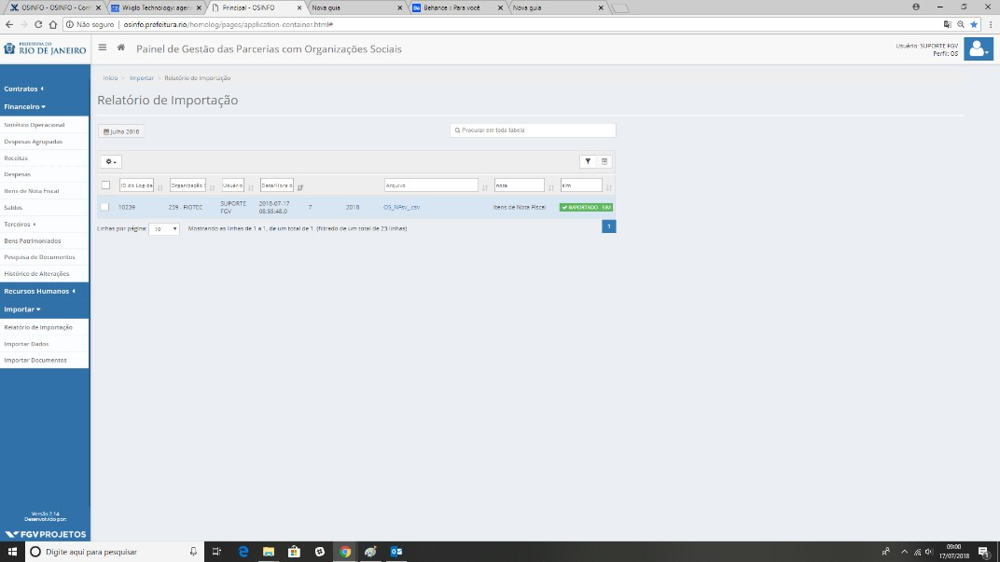 OSINFO - OSINFO - Con
Wiiglo Technology: agen
Principal - OSINFO
Nova guia
Behance :: Para você
Nova guia
Não seguro | osinfo.prefeitura.rio/homolog/pages/application-container.html#
PREFEITURA DO
RIO DE JANEIRO
Painel de Gestão das Parcerias com Organizações Sociais
Usuário: SUPORTE FGV
Perfil: OS
Início > Importar > Relatório de Importação
Relatório de Importação
Contratos
Financeiro
Sintético Operacional
Despesas Agrupadas
Receitas
Despesas
Itens de Nota Fiscal
Saldos
Terceiros
Bens Patrimoniados
Pesquisa de Documentos
Histórico de Alterações
Recursos Humanos
Importar
Relatório de Importação
Importar Dados
Importar Documentos
Julho 2018
Procurar em toda tabela
ID do Log de
Organização S
Usuário
Data/Hora d
Arquivo
nota
sim
10239
259 - FIOTEC
SUPORTE
FGV
2018-07-17
08:55:48.0
7
2018
OS_NFsv_.csv
Itens de Nota Fiscal
IMPORTADO - SIM
Linhas por página: 10
Mostrando as linhas de 1 a 1, de um total de 1. (filtrado de um total de 23 linhas)
1
Versão 2.14
Desenvolvido por:
FGV PROJETOS
Digite aqui para pesquisar
09:00
17/07/2018